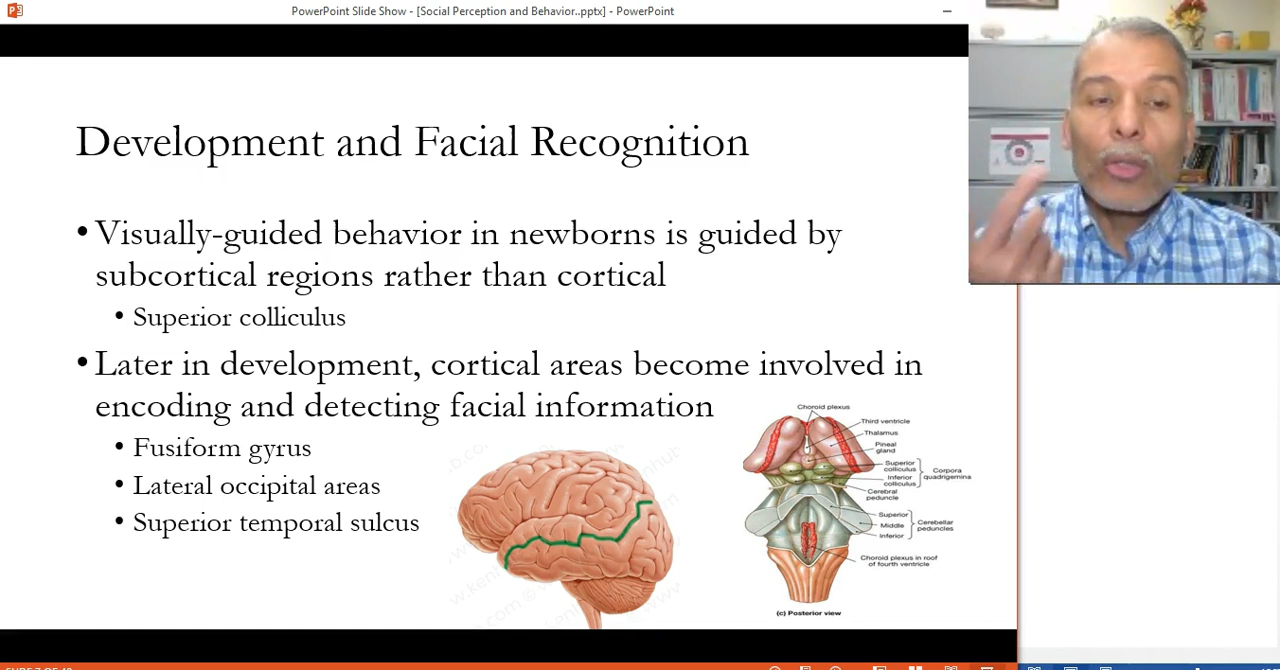 PowerPoint Slide Show - [Social Perception and Behavior..pptx] - PowerPoint
Development and Facial Recognition
• Visually-guided behavior in newborns is guided by
subcortical regions rather than cortical
• Superior colliculus
• Later in development, cortical areas become involved in
encoding and detecting facial information
• Fusiform gyrus
• Lateral occipital areas
• Superior temporal sulcus
Choroid plexus
Third ventricle
Thalamus
Pineal
gland
Superior
colliculus
Corpora
quadrigemina
Inferior
colliculus
Cerebral
peduncle
Superior
Middle
Cerebellar
peduncles
Inferior
Choroid plexus in roof
of fourth ventricle
(c) Posterior view